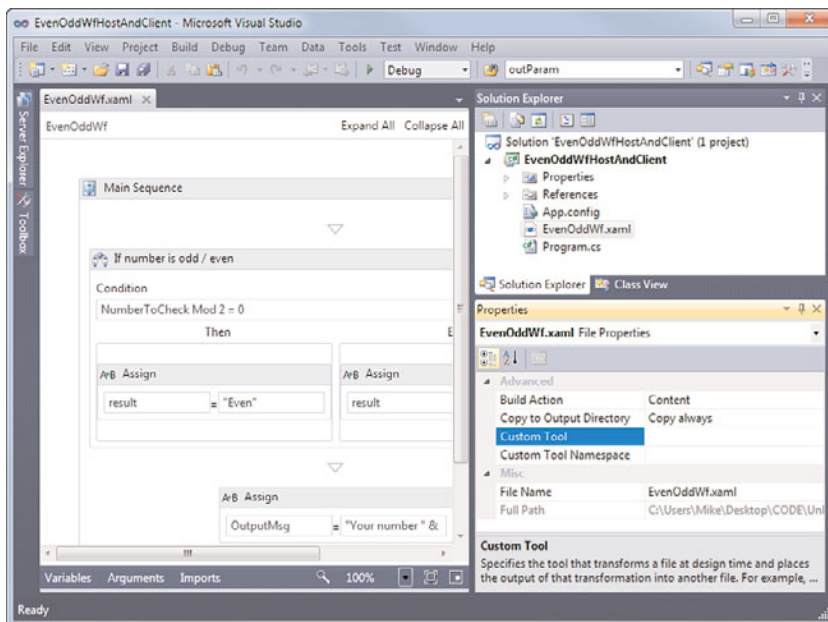 EvenOddWfHostAndClient - Microsoft Visual Studio
File Edit View Project Build Debug Team Data Tools Test Window Help
Debug
outParam
Server Explorer
Toolbox
EvenOddWf.xaml
EvenOddWf
Expand All Collapse All
Main Sequence
If number is odd / even
Condition
NumberToCheck Mod 2 = 0
Then
E
A+B Assign
result = "Even"
A+B Assign
result
A+B Assign
OutputMsg = "Your number " &
Variables Arguments Imports
100%
Solution Explorer
Solution 'EvenOddWfHostAndClient' (1 project)
EvenOddWfHostAndClient
Properties
References
App.config
EvenOddWf.xaml
Program.cs
Solution Explorer Class View
Properties
EvenOddWf.xaml File Properties
Advanced
Build Action Content
Copy to Output Directory Copy always
Custom Tool
Custom Tool Namespace
Misc
File Name EvenOddWf.xaml
Full Path C:\Users\Mike\Desktop\CODE\Unl
Custom Tool
Specifies the tool that transforms a file at design time and places
the output of that transformation into another file. For example, ...
Ready